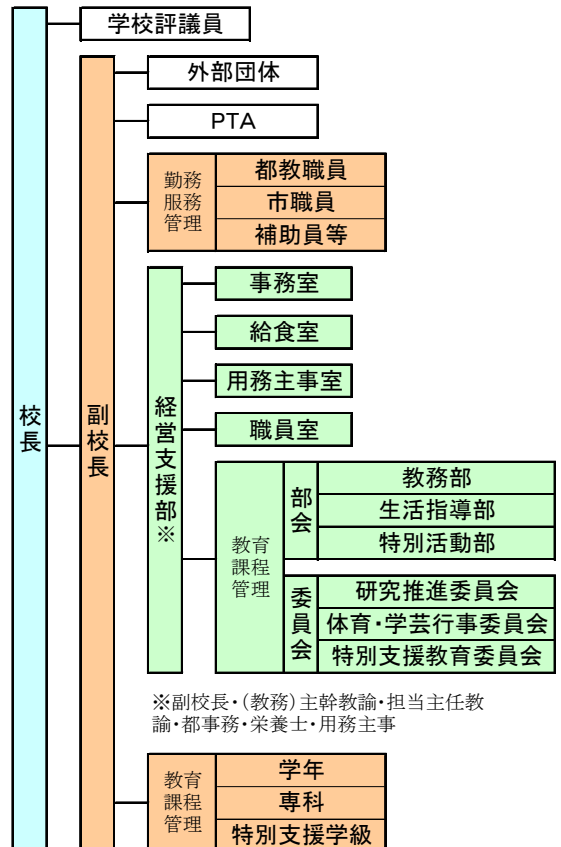 学校評議員
外部団体
PTA
勤務
服務
管理
都教職員
市職員
補助員等
事務室
給食室
用務主事室
職員室
校長
副校長
経営支援部※
教育
課程
管理
部会
教務部
生活指導部
特別活動部
委員会
研究推進委員会
体育・学芸行事委員会
特別支援教育委員会
※副校長・(教務)主幹教諭・担当主任教
諭・都事務・栄養士・用務主事
教育
課程
管理
学年
専科
特別支援学級